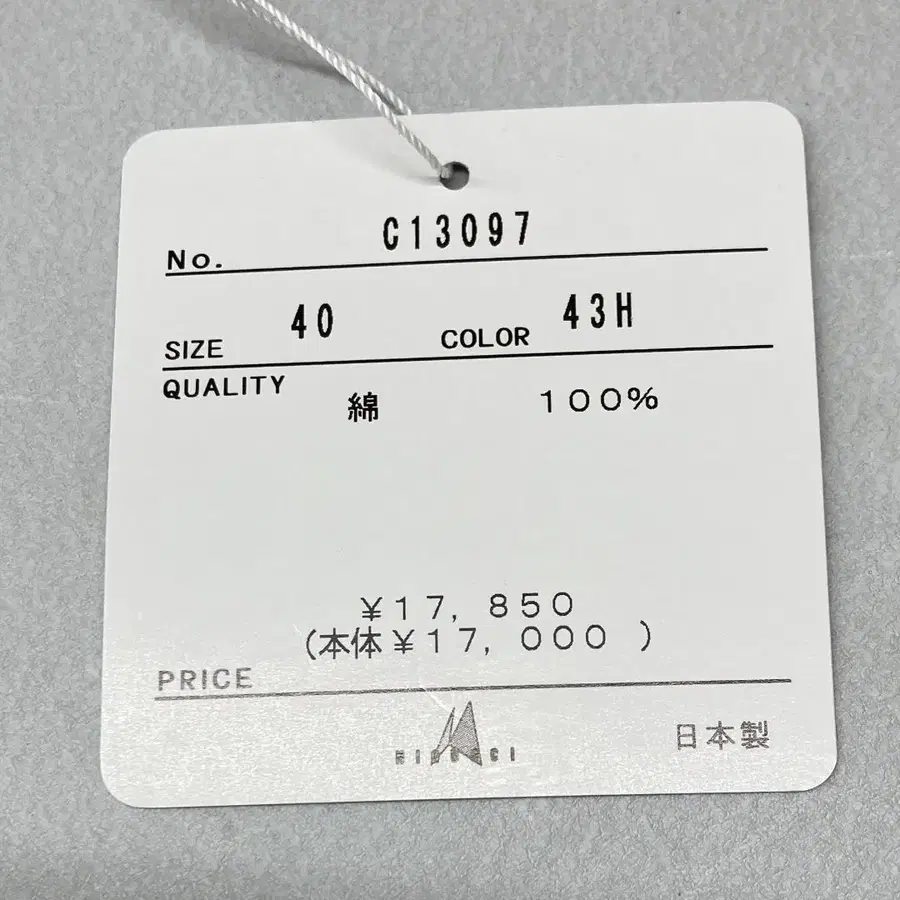 No. C13097
SIZE 40 COLOR 43H
QUALITY
綿 100%
¥17,850
(本体¥17,000 )
PRICE
日本製